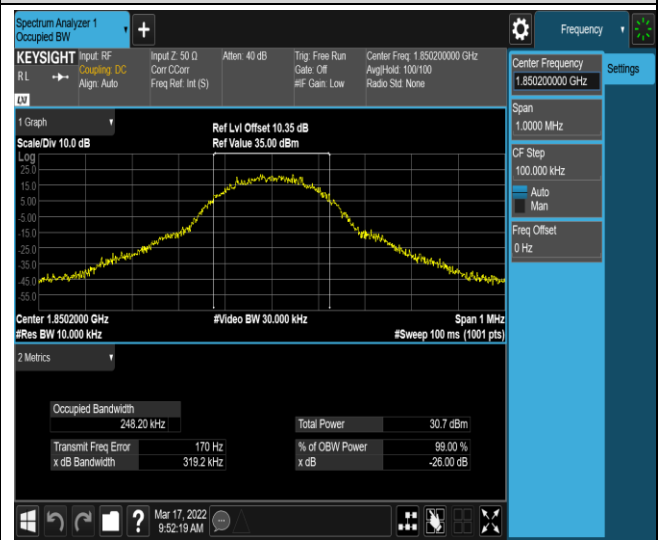 Spectrum Analyzer 1
Occupied BW
+
Frequency
KEYSIGHT
RL
LXI
Input: RF
Coupling: DC
Align: Auto
Input Z: 50 Ω
Corr CCorr
Freq Ref: Int (S)
Atten: 40 dB
Trig: Free Run
Gate: Off
#IF Gain: Low
Center Freq: 1.850200000 GHz
Avg|Hold: 100/100
Radio Std: None
Center Frequency
1.850200000 GHz
Settings
Span
1.0000 MHz
CF Step
100.000 kHz
Auto
Man
Freq Offset
0 Hz
1 Graph
Scale/Div 10.0 dB
Ref Lvl Offset 10.35 dB
Ref Value 35.00 dBm
Log
25.0
15.0
5.00
-5.00
-15.0
-25.0
-35.0
-45.0
-55.0
Center 1.8502000 GHz
#Res BW 10.000 kHz
#Video BW 30.000 kHz
Span 1 MHz
#Sweep 100 ms (1001 pts)
2 Metrics
Occupied Bandwidth
248.20 kHz
Total Power 30.7 dBm
Transmit Freq Error 170 Hz
% of OBW Power 99.00 %
x dB Bandwidth 319.2 kHz
x dB -26.00 dB
?
Mar 17, 2022
9:52:19 AM